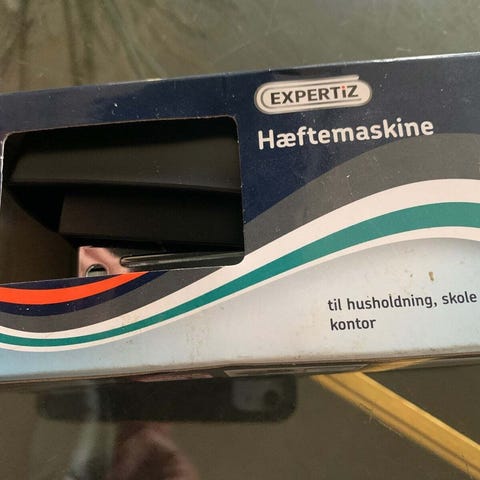 EXPERTiZ
Hæftemaskine
til husholdning, skole
kontor